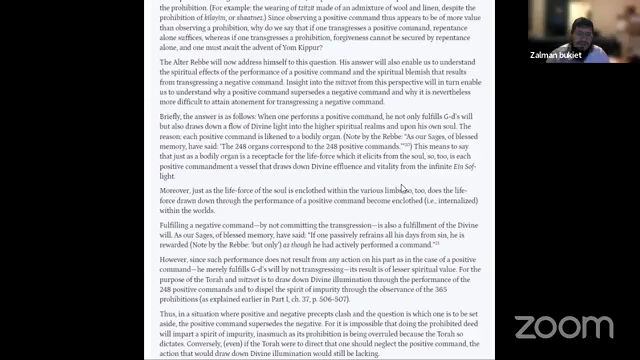 the prohibition. (For example: the wearing of tzitzit made of an admixture of wool and linen, despite the
prohibition of kilayim, or shaatnez.) Since observing a positive command thus appears to be of more value
than observing a prohibition, why do we say that if one transgresses a positive command, repentance
alone suffices, whereas if one transgresses a prohibition, forgiveness cannot be secured by repentance
alone, and one must await the advent of Yom Kippur?
The Alter Rebbe will now address himself to this question. His answer will also enable us to understand
the spiritual effects of the performance of a positive command and the spiritual blemish that results
from transgressing a negative command. Insight into the mitzvot from this perspective will in turn enable
us to understand why a positive command supersedes a negative command and why it is nevertheless
more difficult to attain atonement for transgressing a negative command.
Briefly, the answer is as follows: When one performs a positive command, he not only fulfills G-d's will
but also draws down a flow of Divine light into the higher spiritual realms and upon his own soul. The
reason: each positive command is likened to a bodily organ. (Note by the Rebbe: "As our Sages, of blessed
memory, have said: 'The 248 organs correspond to the 248 positive commands.'") This means to say
that just as a bodily organ is a receptacle for the life-force which it elicits from the soul, so, too, is each
positive commandment a vessel that draws down Divine effluence and vitality from the infinite Ein Sof-
light.
Moreover, just as the life-force of the soul is enclothed within the various limbs, so, too, does the life-
force drawn down through the performance of a positive command become enclothed (i.e., internalized)
within the worlds.
Fulfilling a negative command—by not committing the transgression—is also a fulfillment of the Divine
will. As our Sages, of blessed memory, have said: "If one passively refrains all his days from sin, he is
rewarded (Note by the Rebbe: 'but only') as though he had actively performed a command."
However, since such performance does not result from any action on his part as in the case of a positive
command—he merely fulfills G-d's will by not transgressing—its result is of lesser spiritual value. For the
purpose of the Torah and mitzvot is to draw down Divine illumination through the performance of the
248 positive commands and to dispel the spirit of impurity through the observance of the 365
prohibitions (as explained earlier in Part I, ch. 37, p. 506-507).
Thus, in a situation where positive and negative precepts clash and the question is which one is to be set
aside, the positive command supersedes the negative. For it is impossible that doing the prohibited deed
will impart a spirit of impurity, inasmuch as its prohibition is being overruled because the Torah so
dictates. Conversely, (even) if the Torah were to direct that one should neglect the positive command, the
action that would draw down Divine illumination would still be lacking.
Zalman bukiet
zoom